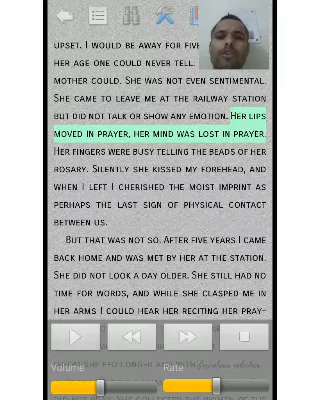 UPSET. I WOULD BE AWAY FOR FIVE
HER AGE ONE COULD NEVER TELL.
MOTHER COULD. SHE WAS NOT EVEN SENTIMENTAL.
SHE CAME TO LEAVE ME AT THE RAILWAY STATION
BUT DID NOT TALK OR SHOW ANY EMOTION. HER LIPS
MOVED IN PRAYER, HER MIND WAS LOST IN PRAYER.
HER FINGERS WERE BUSY TELLING THE BEADS OF HER
ROSARY. SILENTLY SHE KISSED MY FOREHEAD, AND
WHEN I LEFT I CHERISHED THE MOIST IMPRINT AS
PERHAPS THE LAST SIGN OF PHYSICAL CONTACT
BETWEEN US.
BUT THAT WAS NOT SO. AFTER FIVE YEARS I CAME
BACK HOME AND WAS MET BY HER AT THE STATION.
SHE DID NOT LOOK A DAY OLDER. SHE STILL HAD NO
TIME FOR WORDS, AND WHILE SHE CLASPED ME IN
HER ARMS I COULD HEAR HER RECITING HER PRAY-
Volume
Rate